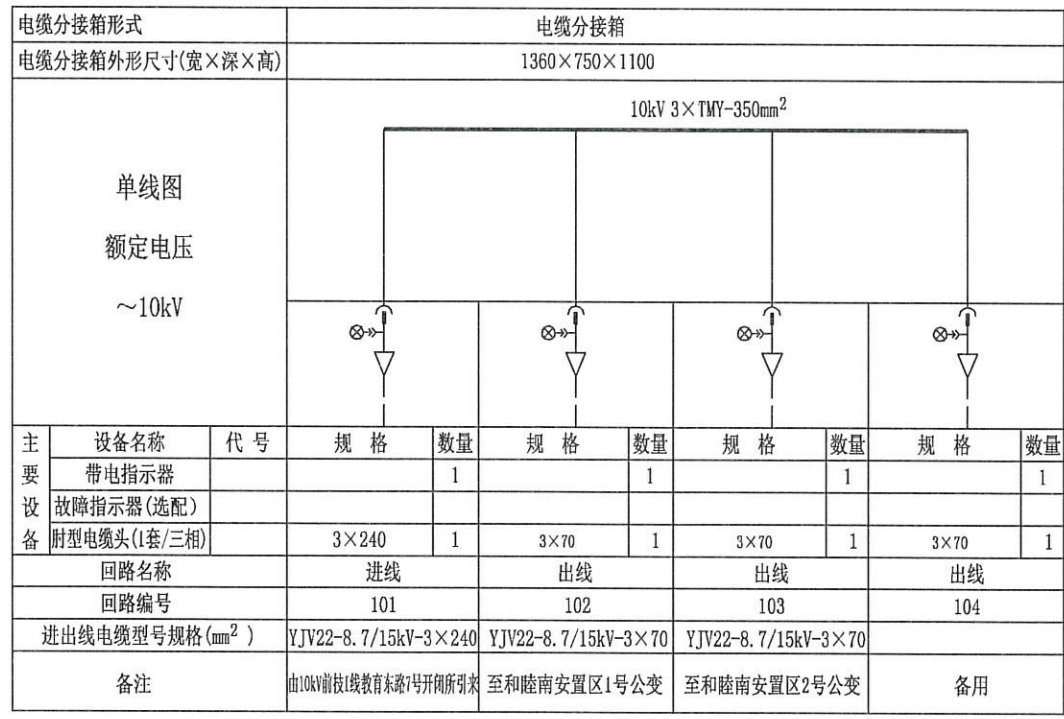 电缆分接箱形式 电缆分接箱
电缆分接箱外形尺寸(宽×深×高) 1360×750×1100
10kV 3×TMY-350mm²
单线图
额定电压
~10kV
主要设备
设备名称 代号 规格 数量 规格 数量 规格 数量 规格 数量
带电指示器 1 1 1 1
故障指示器(选配)
肘型电缆头(1套/三相) 3×240 1 3×70 1 3×70 1 3×70 1
回路名称 进线 出线 出线 出线
回路编号 101 102 103 104
进出线电缆型号规格(mm²) YJV22-8.7/15kV-3×240 YJV22-8.7/15kV-3×70 YJV22-8.7/15kV-3×70
备注 由10kV前技I线教育东路7号开闭所引来 至和睦南安置区1号公变 至和睦南安置区2号公变 备用